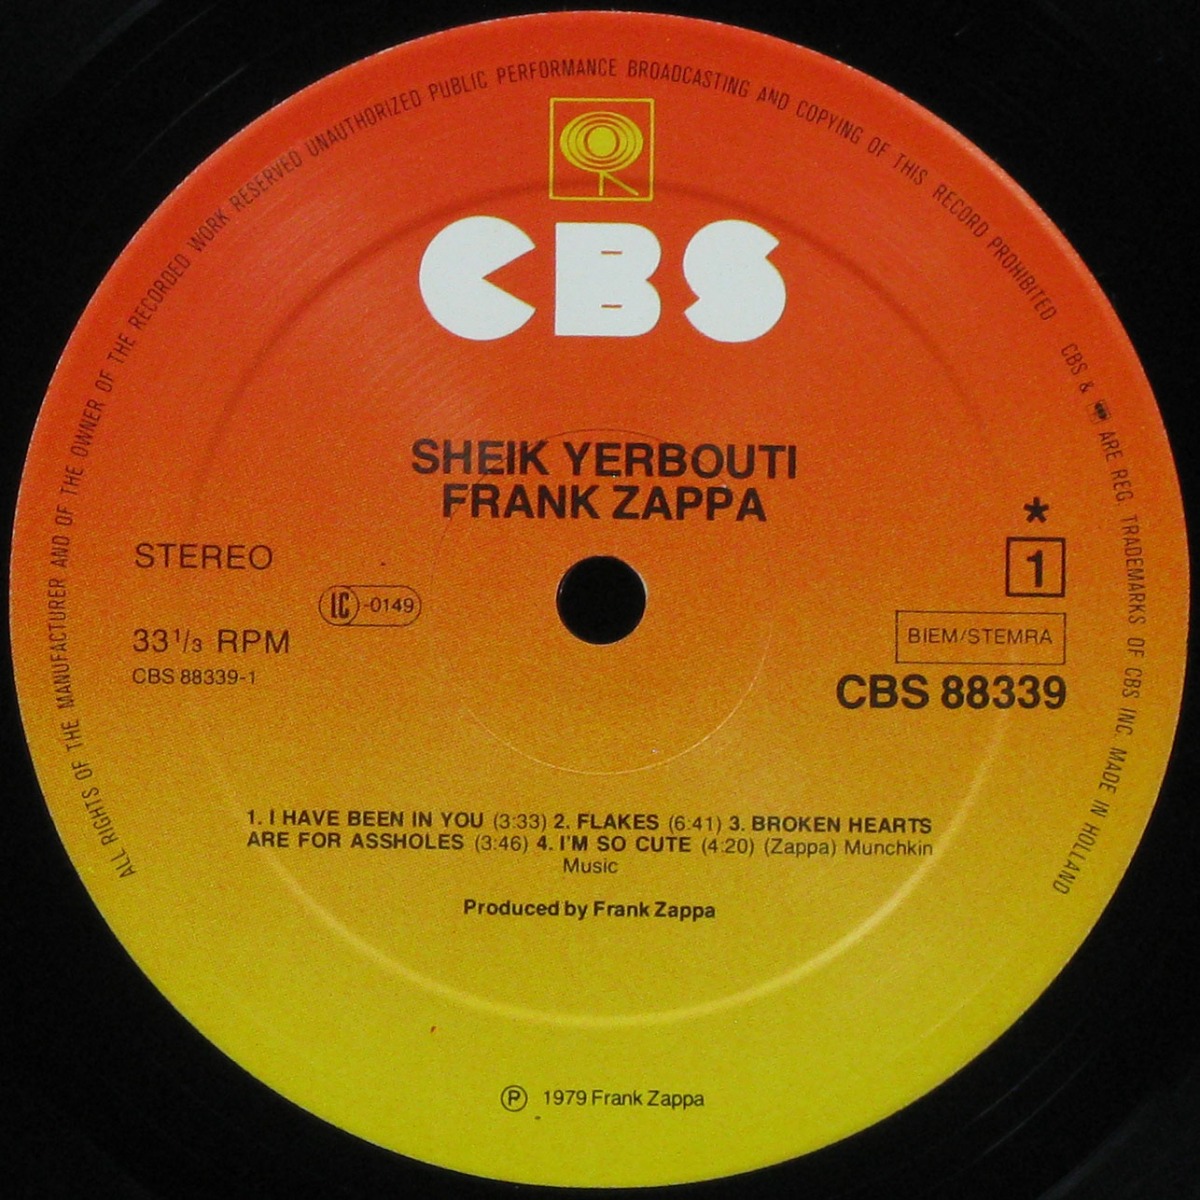 ALL RIGHTS OF THE MANUFACTURER AND OF THE OWNER OF THE RECORDED WORK RESERVED UNAUTHORIZED PUBLIC PERFORMANCE BROADCASTING AND COPYING OF THIS RECORD PROHIBITED CBS & ARE REG. TRADEMARKS OF CBS INC. MADE IN HOLLAND
CBS
SHEIK YERBOUTI
FRANK ZAPPA
STEREO
LC-0149
33 1/3 RPM
CBS 88339-1
*
1
BIEM/STEMRA
CBS 88339
1. I HAVE BEEN IN YOU (3:33) 2. FLAKES (6:41) 3. BROKEN HEARTS
ARE FOR ASSHOLES (3:46) 4. I'M SO CUTE (4:20) (Zappa) Munchkin
Music
Produced by Frank Zappa
℗ 1979 Frank Zappa